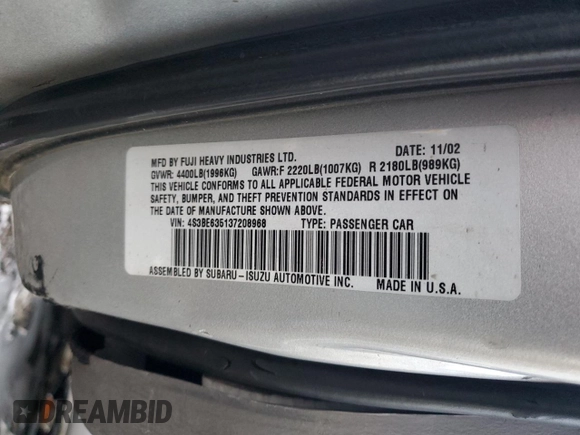 MFD BY FUJI HEAVY INDUSTRIES LTD. DATE: 11/02
GVWR: 4400LB(1996KG) GAWR:F 2220LB(1007KG) R 2180LB(989KG)
THIS VEHICLE CONFORMS TO ALL APPLICABLE FEDERAL MOTOR VEHICLE
SAFETY, BUMPER, AND THEFT PREVENTION STANDARDS IN EFFECT ON
THE DATE OF MANUFACTURE SHOWN ABOVE.
VIN: 4S3BE635137208968 TYPE: PASSENGER CAR
ASSEMBLED BY SUBARU-ISUZU AUTOMOTIVE INC. MADE IN U.S.A.
DREAMBID